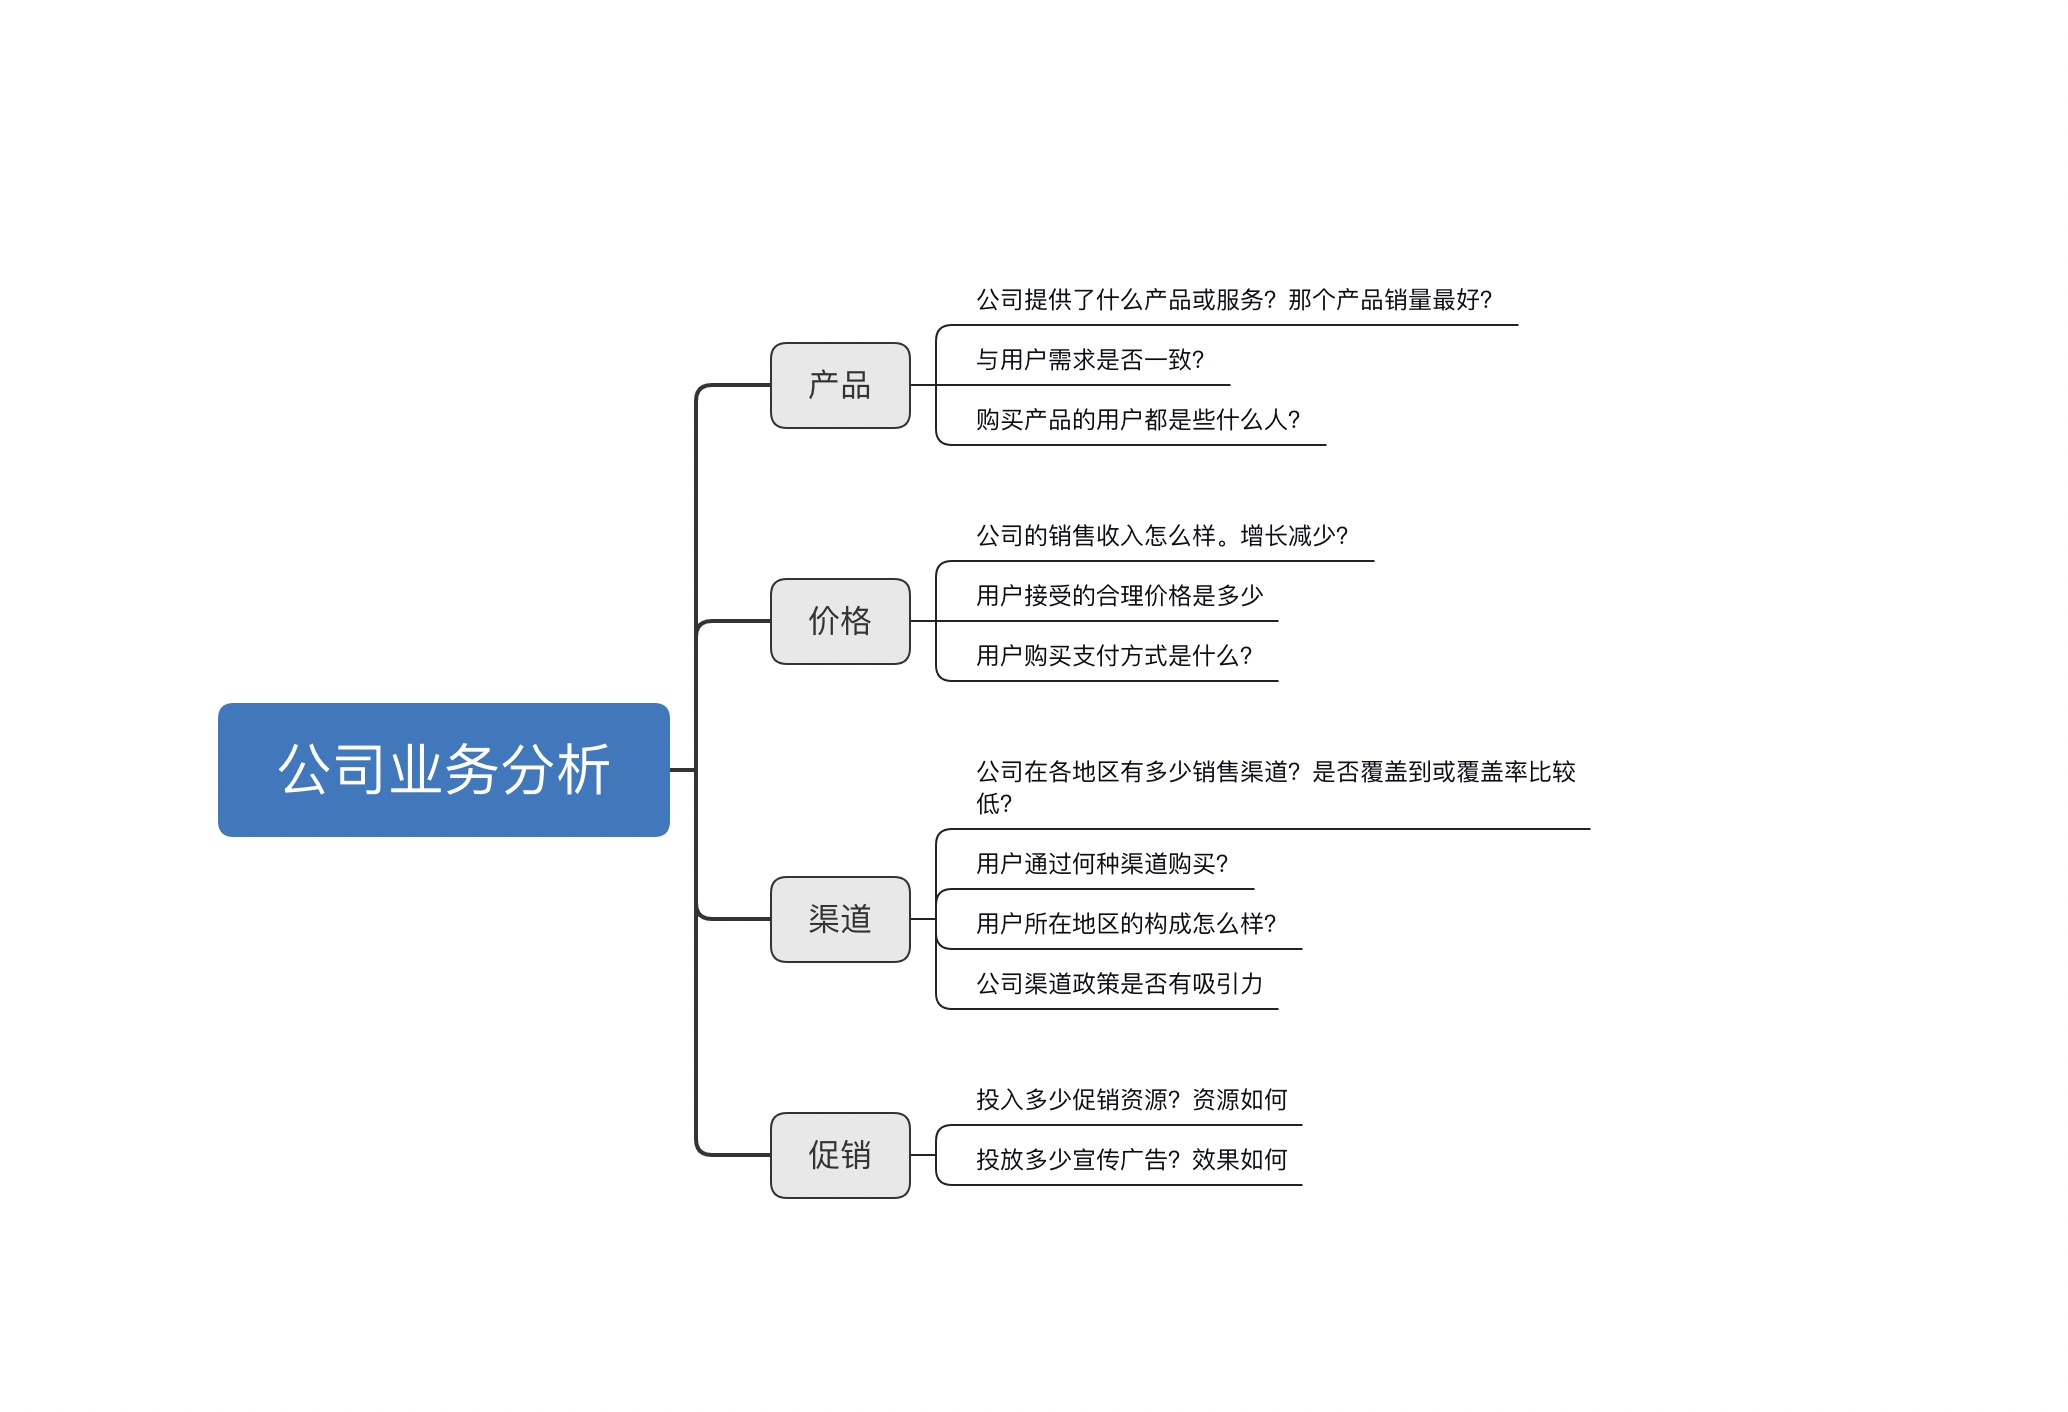 公司业务分析
产品
公司提供了什么产品或服务？那个产品销量最好？
与用户需求是否一致？
购买产品的用户都是些什么人？
价格
公司的销售收入怎么样。增长减少？
用户接受的合理价格是多少
用户购买支付方式是什么？
渠道
公司在各地区有多少销售渠道？是否覆盖到或覆盖率比较
低？
用户通过何种渠道购买？
用户所在地区的构成怎么样？
公司渠道政策是否有吸引力
促销
投入多少促销资源？资源如何
投放多少宣传广告？效果如何